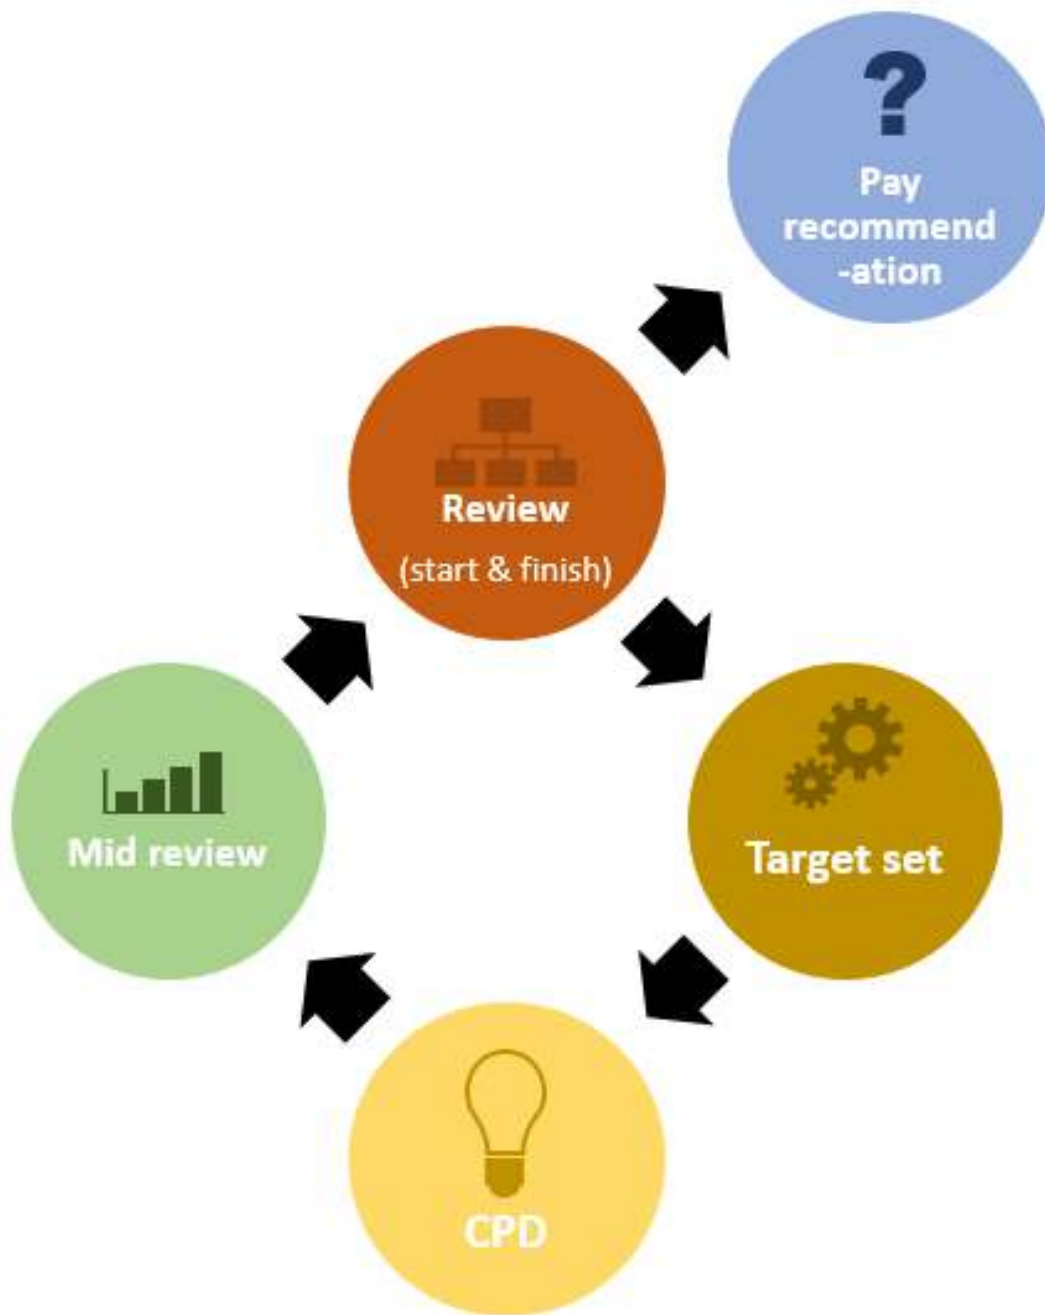 ?
Pay
recommend
-ation
Review
(start & finish)
Mid review
Target set
CPD